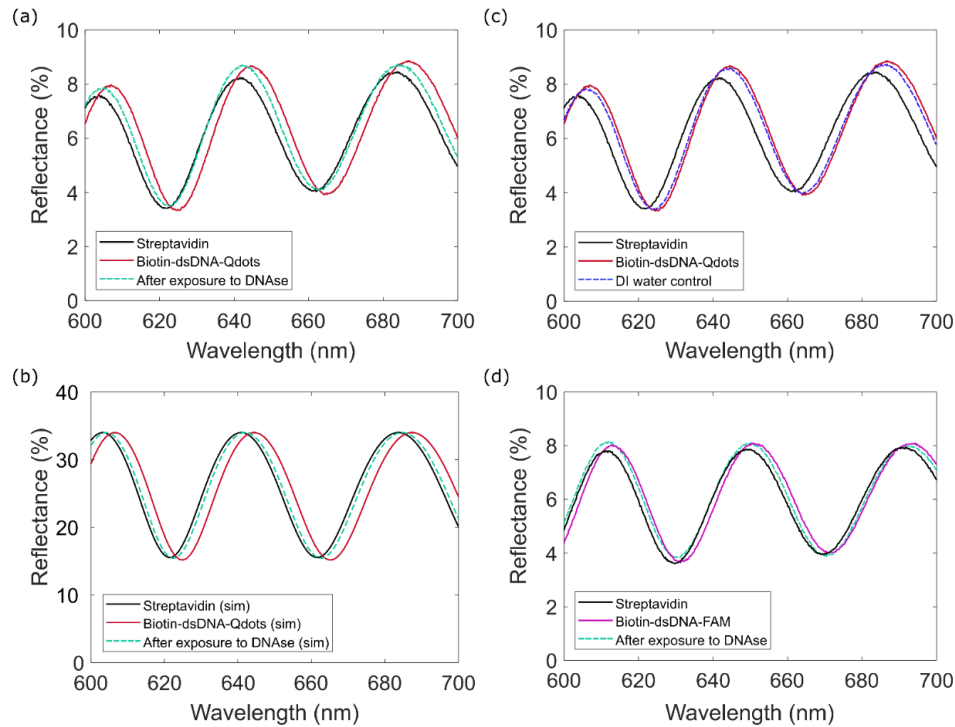 (a)
10
8
6
4
2
0
Reflectance (%)
Streptavidin
Biotin-dsDNA-Qdots
After exposure to DNAse
600 620 640 660 680 700
Wavelength (nm)
(b)
40
30
20
10
0
Reflectance (%)
Streptavidin (sim)
Biotin-dsDNA-Qdots (sim)
After exposure to DNAse (sim)
600 620 640 660 680 700
Wavelength (nm)
(c)
10
8
6
4
2
0
Reflectance (%)
Streptavidin
Biotin-dsDNA-Qdots
DI water control
600 620 640 660 680 700
Wavelength (nm)
(d)
10
8
6
4
2
0
Reflectance (%)
Streptavidin
Biotin-dsDNA-FAM
After exposure to DNAse
600 620 640 660 680 700
Wavelength (nm)